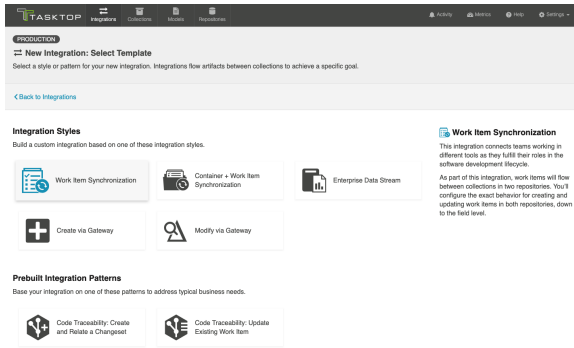 TASKTOP
Integrations
Collections
Models
Repositories
Activity
Metrics
Help
Settings
PRODUCTION
New Integration: Select Template
Select a style or pattern for your new integration. Integrations flow artifacts between collections to achieve a specific goal.
Back to Integrations
Integration Styles
Build a custom integration based on one of these integration styles.
Work Item Synchronization
Container + Work Item
Synchronization
Enterprise Data Stream
Create via Gateway
Modify via Gateway
Prebuilt Integration Patterns
Base your integration on one of these patterns to address typical business needs.
Code Traceability: Create
and Relate a Changeset
Code Traceability: Update
Existing Work Item
Work Item Synchronization
This integration connects teams working in
different tools as they fulfill their roles in the
software development lifecycle.
As part of this integration, work items will flow
between collections in two repositories. You'll
configure the exact behavior for creating and
updating work items in both repositories, down
to the field level.